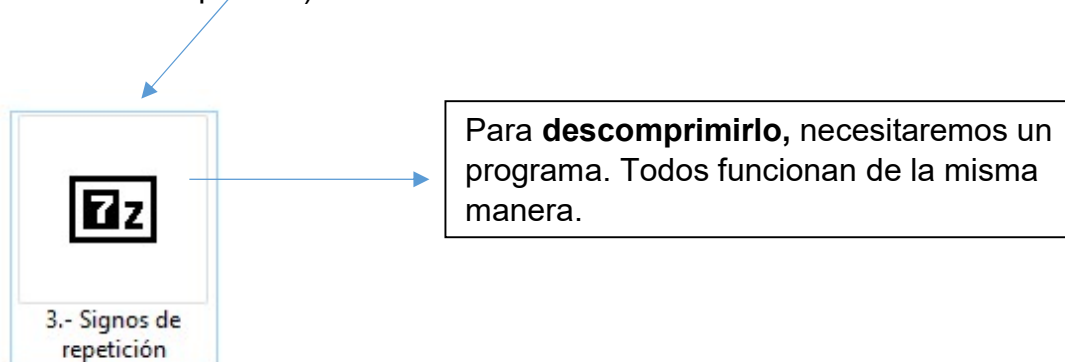 Para descomprimirlo, necesitaremos un
programa. Todos funcionan de la misma
manera.
7z
3.- Signos de
repetición